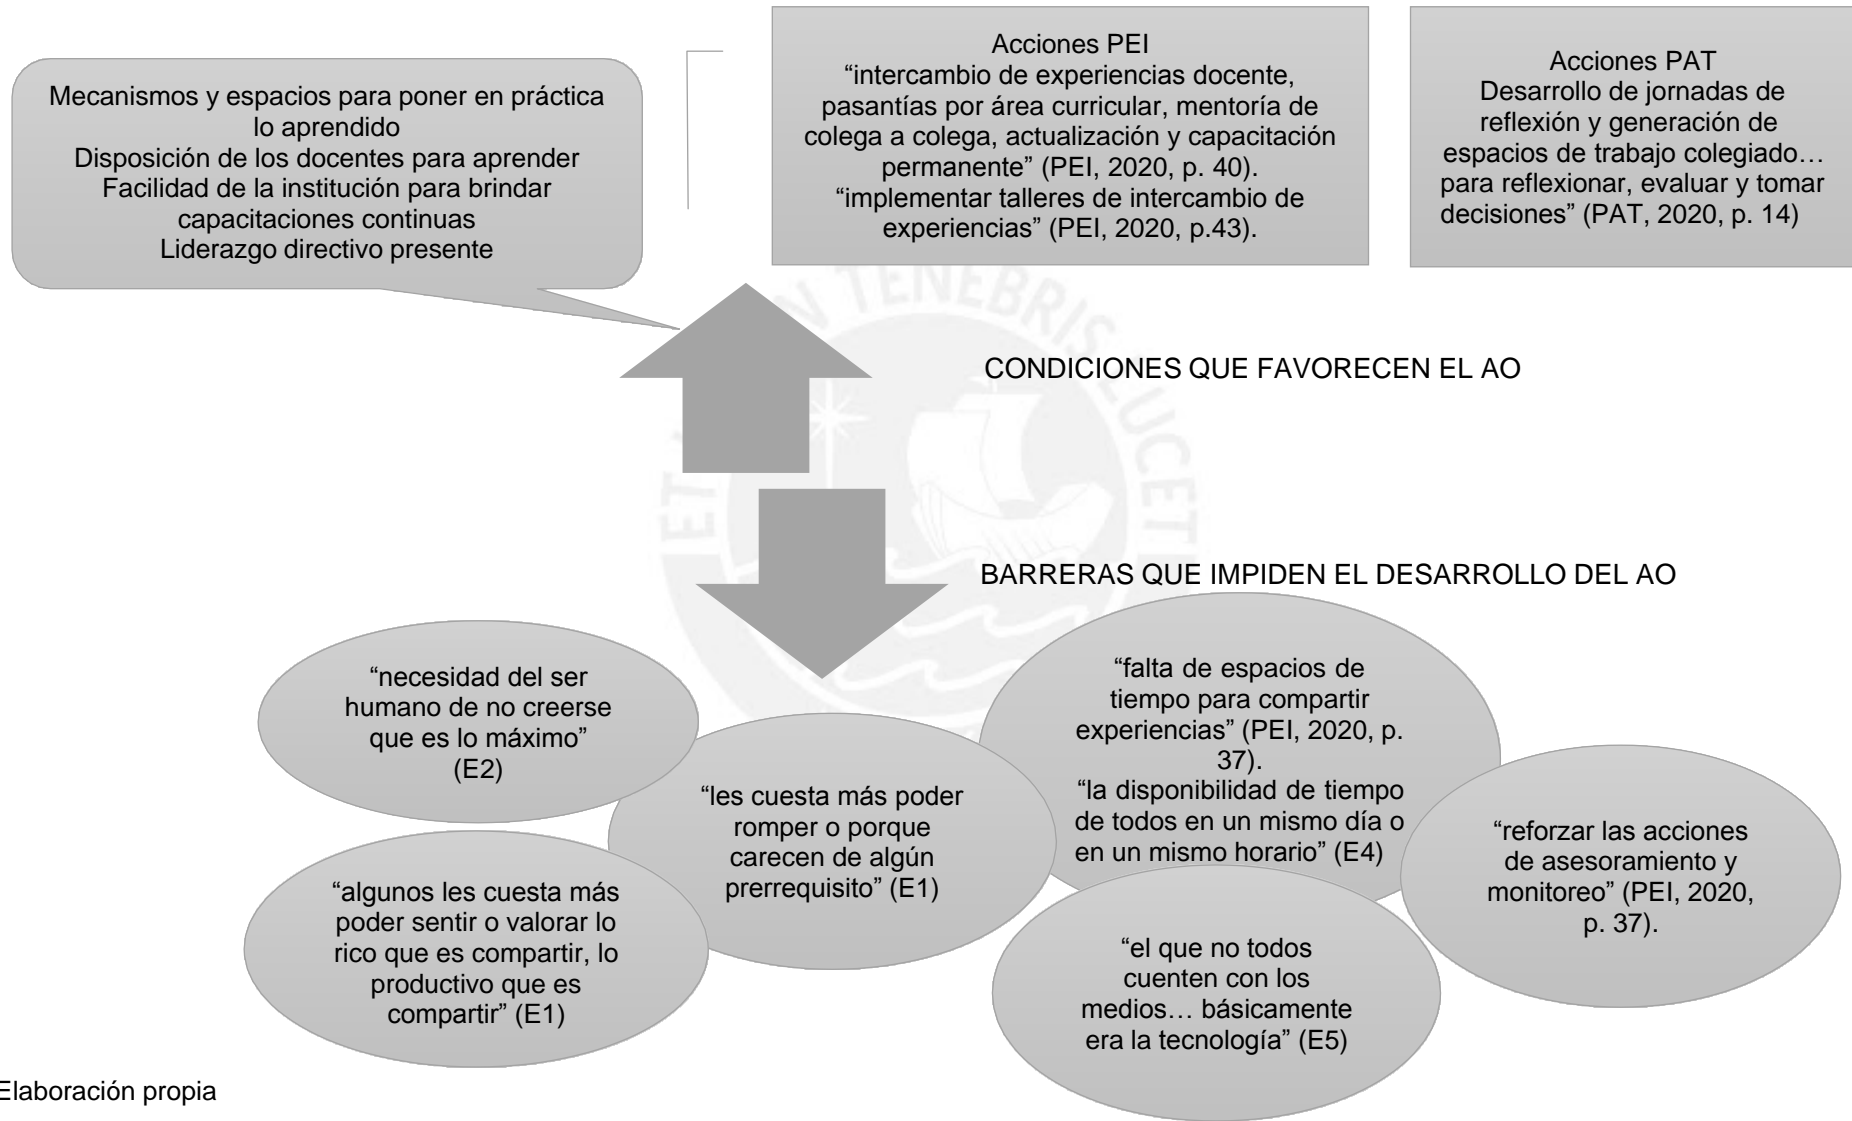 Mecanismos y espacios para poner en práctica
lo aprendido
Disposición de los docentes para aprender
Facilidad de la institución para brindar
capacitaciones continuas
Liderazgo directivo presente
Acciones PEI
“intercambio de experiencias docente,
pasantías por área curricular, mentoría de
colega a colega, actualización y capacitación
permanente” (PEI, 2020, p. 40).
“implementar talleres de intercambio de
experiencias” (PEI, 2020, p.43).
Acciones PAT
Desarrollo de jornadas de
reflexión y generación de
espacios de trabajo colegiado…
para reflexionar, evaluar y tomar
decisiones” (PAT, 2020, p. 14)
ET IN TENEBRIS LUCET
CONDICIONES QUE FAVORECEN EL AO
BARRERAS QUE IMPIDEN EL DESARROLLO DEL AO
“necesidad del ser
humano de no creerse
que es lo máximo”
(E2)
“algunos les cuesta más
poder sentir o valorar lo
rico que es compartir, lo
productivo que es
compartir” (E1)
“les cuesta más poder
romper o porque
carecen de algún
prerrequisito” (E1)
“falta de espacios de
tiempo para compartir
experiencias” (PEI, 2020, p.
37).
“la disponibilidad de tiempo
de todos en un mismo día o
en un mismo horario” (E4)
“el que no todos
cuenten con los
medios… básicamente
era la tecnología” (E5)
“reforzar las acciones
de asesoramiento y
monitoreo” (PEI, 2020,
p. 37).
Elaboración propia